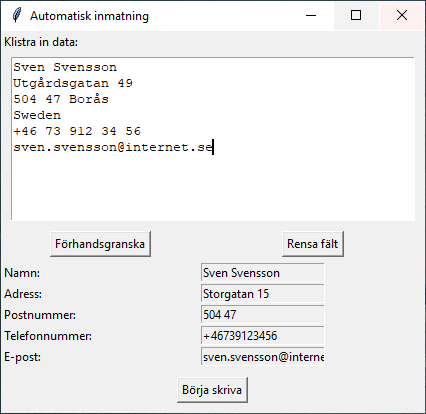 Automatisk inmatning
Klistra in data:
Sven Svensson
Utgårdsgatan 49
504 47 Borås
Sweden
+46 73 912 34 56
sven.svensson@internet.se
Förhandsgranska Rensa fält
Namn: Sven Svensson
Adress: Storgatan 15
Postnummer: 504 47
Telefonnummer: +46739123456
E-post: sven.svensson@interne
Börja skriva